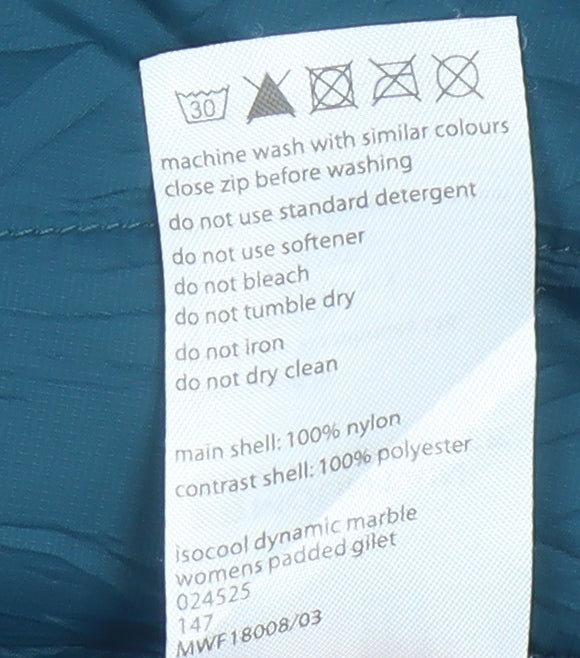 30
machine wash with similar colours
close zip before washing
do not use standard detergent
do not use softener
do not bleach
do not tumble dry
do not iron
do not dry clean
main shell: 100% nylon
contrast shell: 100% polyester
isocool dynamic marble
womens padded gilet
024525
147
MWF18008/03